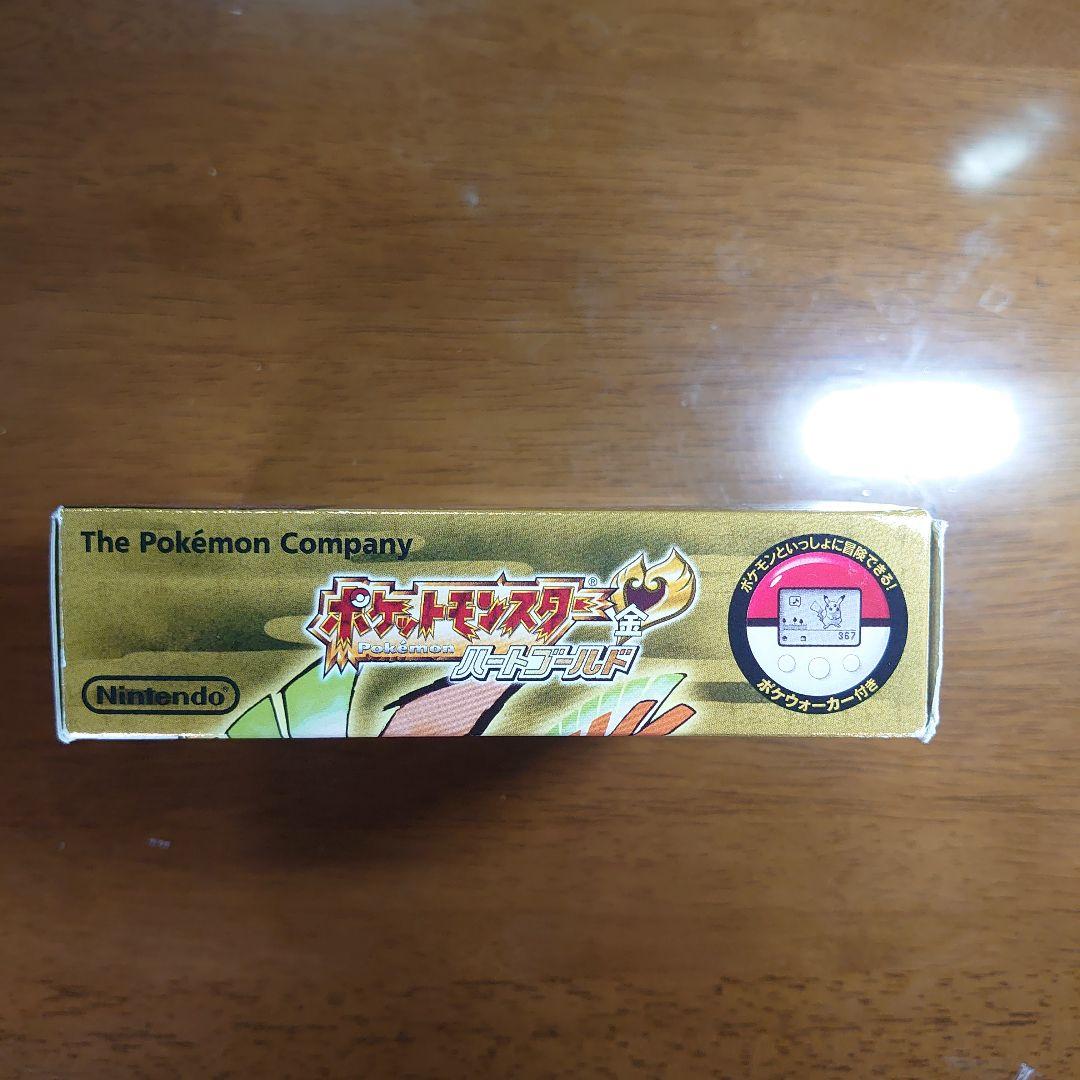 The Pokémon Company
ポケットモンスター®
Pokémon
金
ハートゴールド
Nintendo®
ポケモンといっしょに冒険できる!
367
ポケウォーカー付き